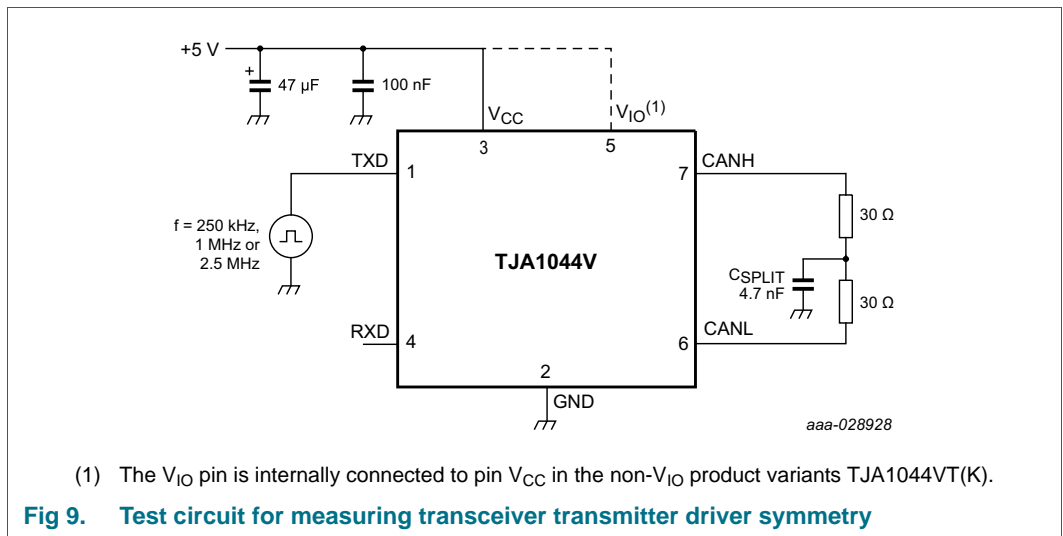 +5 V
+
47 µF
100 nF
VCC
VIO(1)
3
5
TXD
1
7
CANH
30 Ω
f = 250 kHz,
1 MHz or
2.5 MHz
TJA1044V
CSPLIT
4.7 nF
30 Ω
RXD
4
6
CANL
2
GND
aaa-028928
(1) The VIO pin is internally connected to pin VCC in the non-VIO product variants TJA1044VT(K).
Fig 9. Test circuit for measuring transceiver transmitter driver symmetry